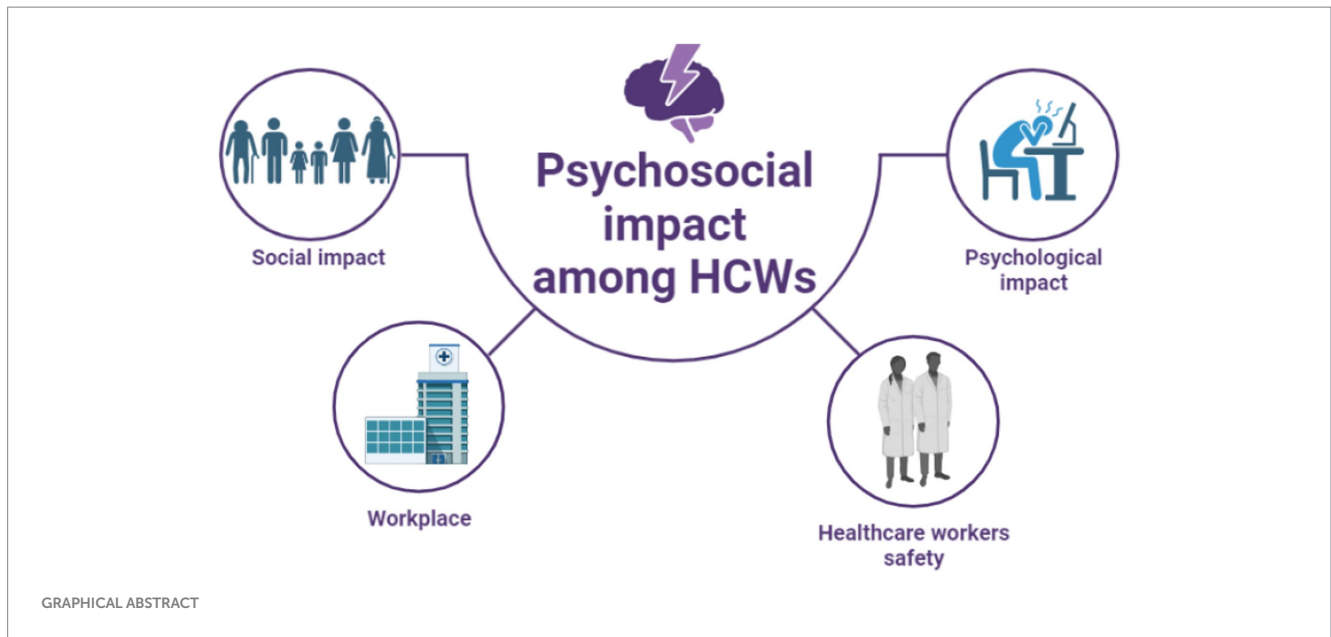 Psychosocial
impact
among HCWs
Social impact
Psychological
impact
Workplace
Healthcare workers
safety
GRAPHICAL ABSTRACT